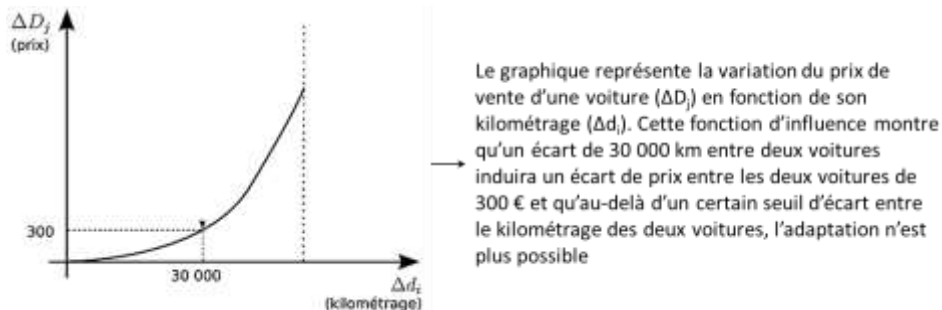 ΔDⱼ
(prix)
300
30 000
Δdᵢ
(kilométrage)
Le graphique représente la variation du prix de
vente d'une voiture (ΔDⱼ) en fonction de son
kilométrage (Δdᵢ). Cette fonction d'influence montre
qu'un écart de 30 000 km entre deux voitures
induira un écart de prix entre les deux voitures de
300 € et qu'au-delà d'un certain seuil d'écart entre
le kilométrage des deux voitures, l'adaptation n'est
plus possible